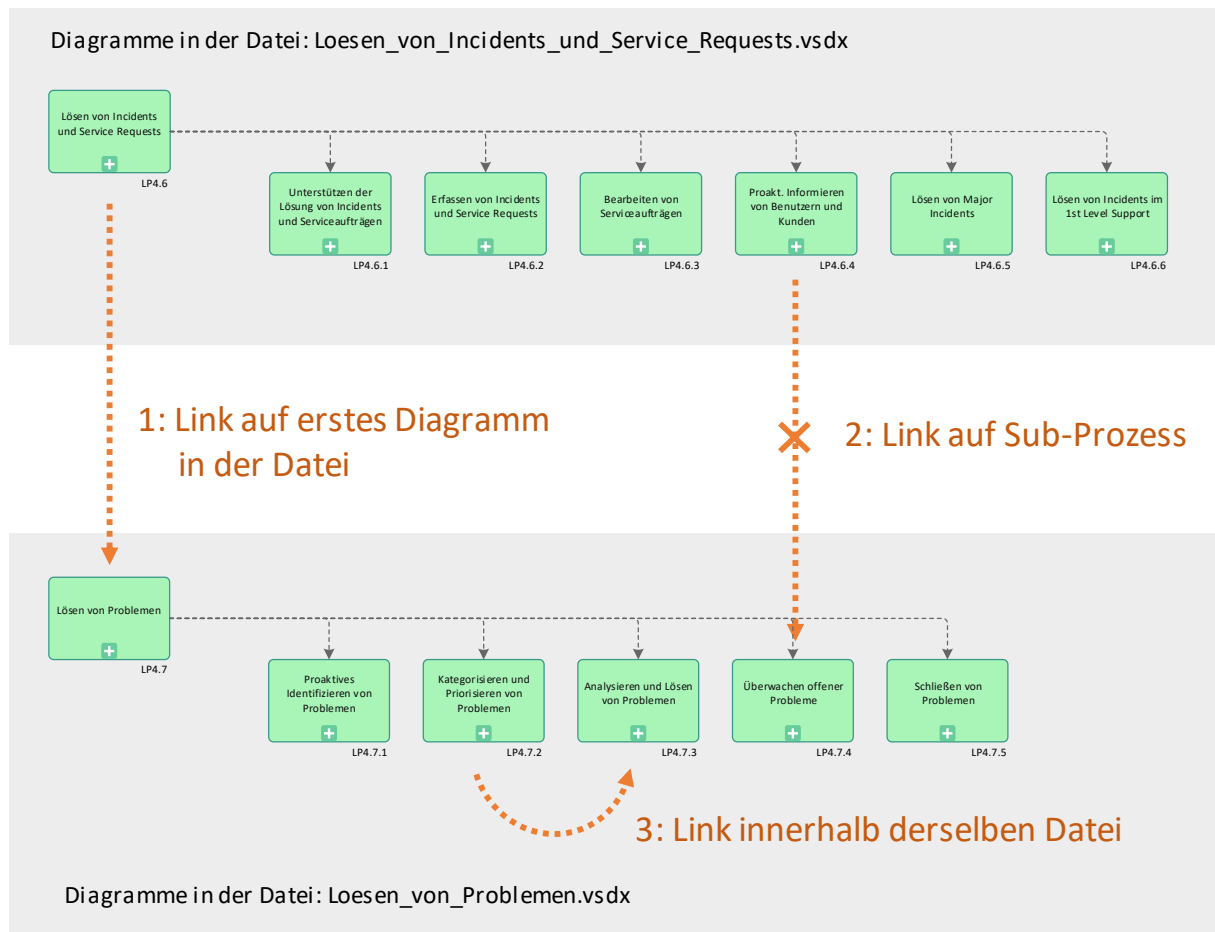 Diagramme in der Datei: Loesen_von_Incidents_und_Service_Requests.vsdx
Lösen von Incidents
und Service Requests
LP4.6
Unterstützen der
Lösung von Incidents
und Serviceaufträgen
LP4.6.1
Erfassen von Incidents
und Service Requests
LP4.6.2
Bearbeiten von
Serviceaufträgen
LP4.6.3
Proakt. Informieren
von Benutzern und
Kunden
LP4.6.4
Lösen von Major
Incidents
LP4.6.5
Lösen von Incidents im
1st Level Support
LP4.6.6
1: Link auf erstes Diagramm
in der Datei
2: Link auf Sub-Prozess
Lösen von Problemen
LP4.7
Proaktives
Identifizieren von
Problemen
LP4.7.1
Kategorisieren und
Priorisieren von
Problemen
LP4.7.2
Analysieren und Lösen
von Problemen
LP4.7.3
Überwachen offener
Probleme
LP4.7.4
Schließen von
Problemen
LP4.7.5
3: Link innerhalb derselben Datei
Diagramme in der Datei: Loesen_von_Problemen.vsdx